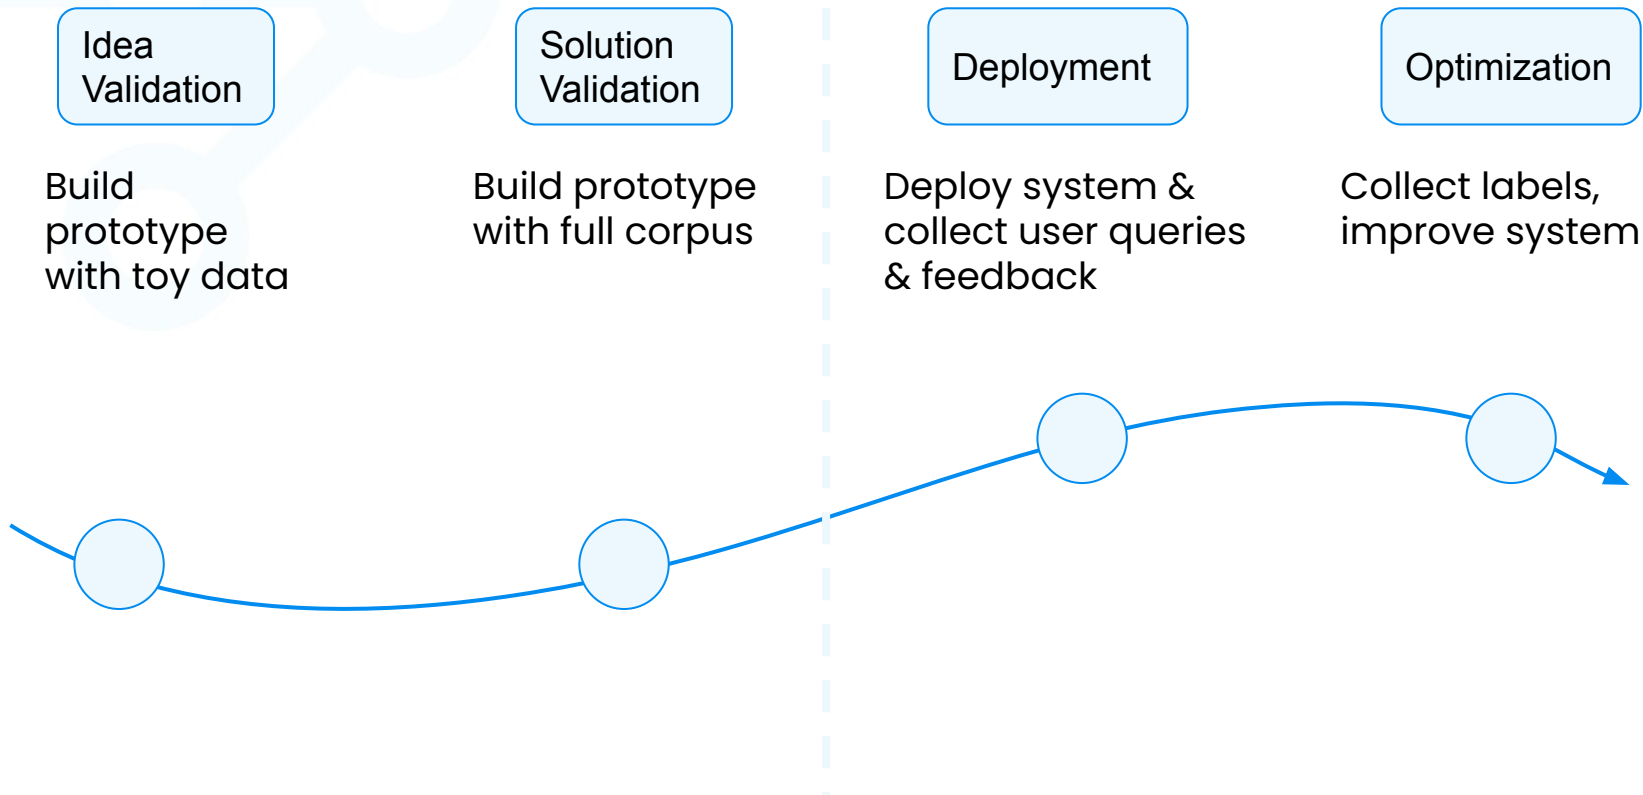 Idea
Validation
Solution
Validation
Deployment
Optimization
Build
prototype
with toy data
Build prototype
with full corpus
Deploy system &
collect user queries
& feedback
Collect labels,
improve system